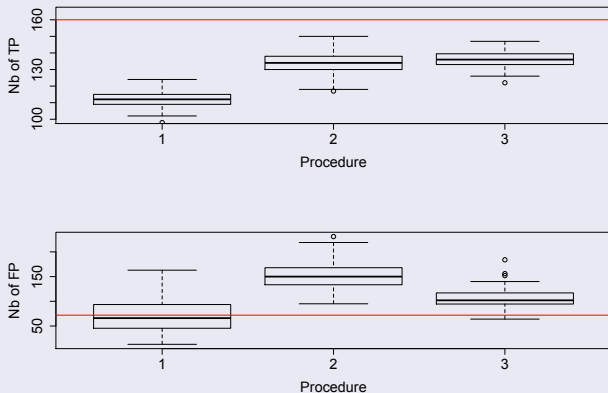 Nb of TP
160
130
100
1 2 3
Procedure
Nb of FP
150
50
1 2 3
Procedure